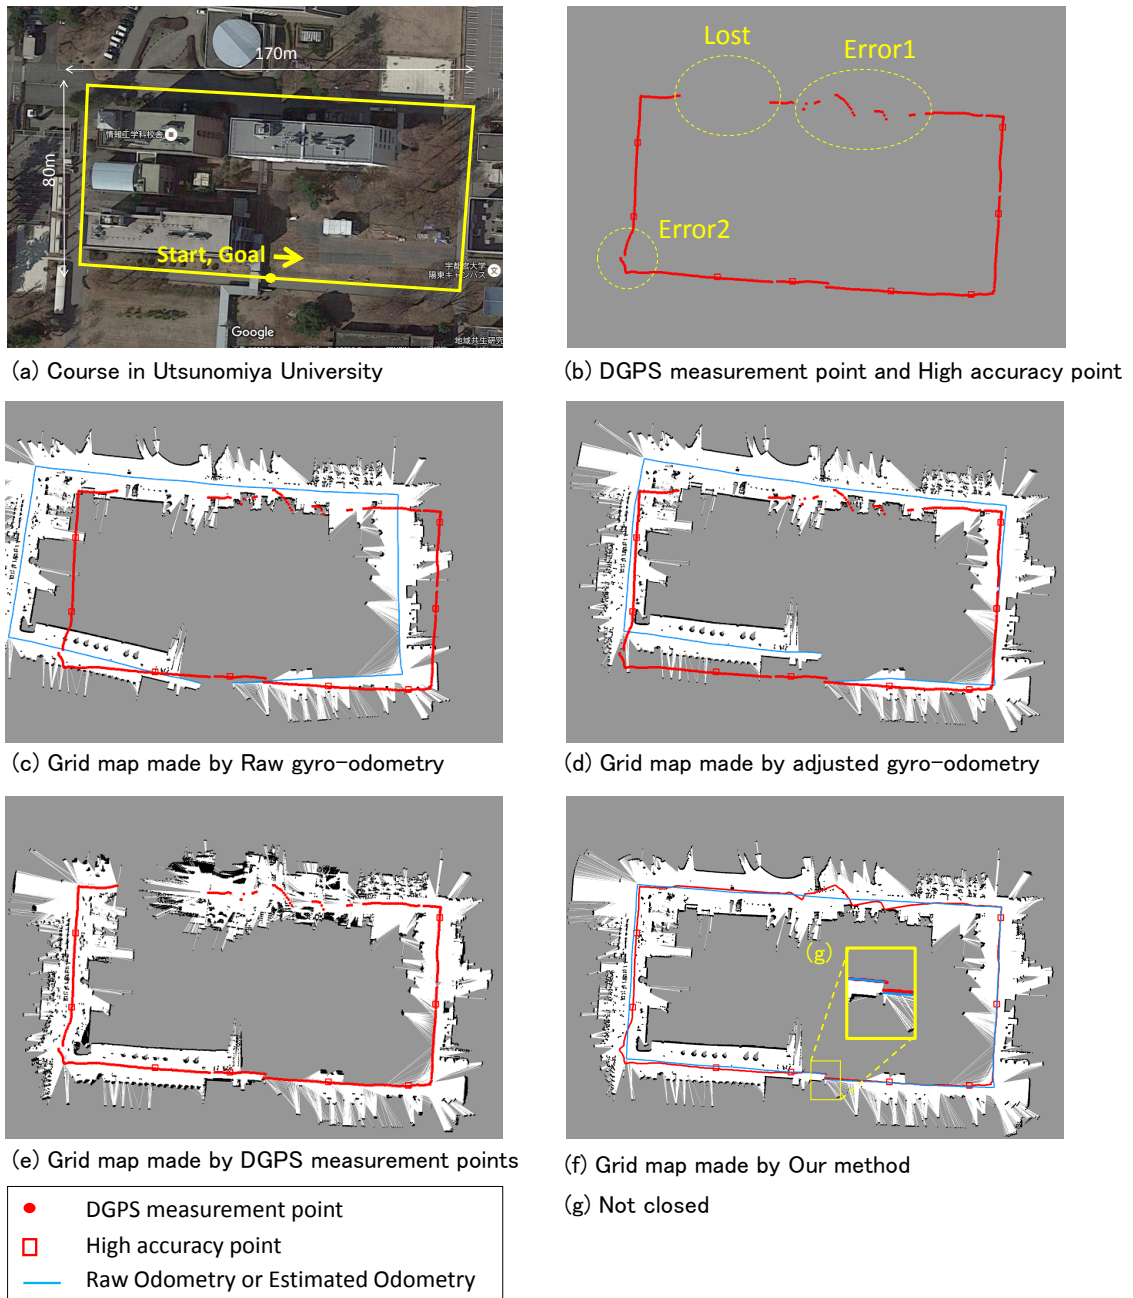 170m
80m
情報工学科校舎
Start, Goal
宇都宮大学
陽東キャンパス
文
Google
地域共生研究
(a) Course in Utsunomiya University
Lost
Error1
Error2
(b) DGPS measurement point and High accuracy point
(c) Grid map made by Raw gyro-odometry
(d) Grid map made by adjusted gyro-odometry
(e) Grid map made by DGPS measurement points
(g)
(f) Grid map made by Our method
(g) Not closed
DGPS measurement point
High accuracy point
Raw Odometry or Estimated Odometry